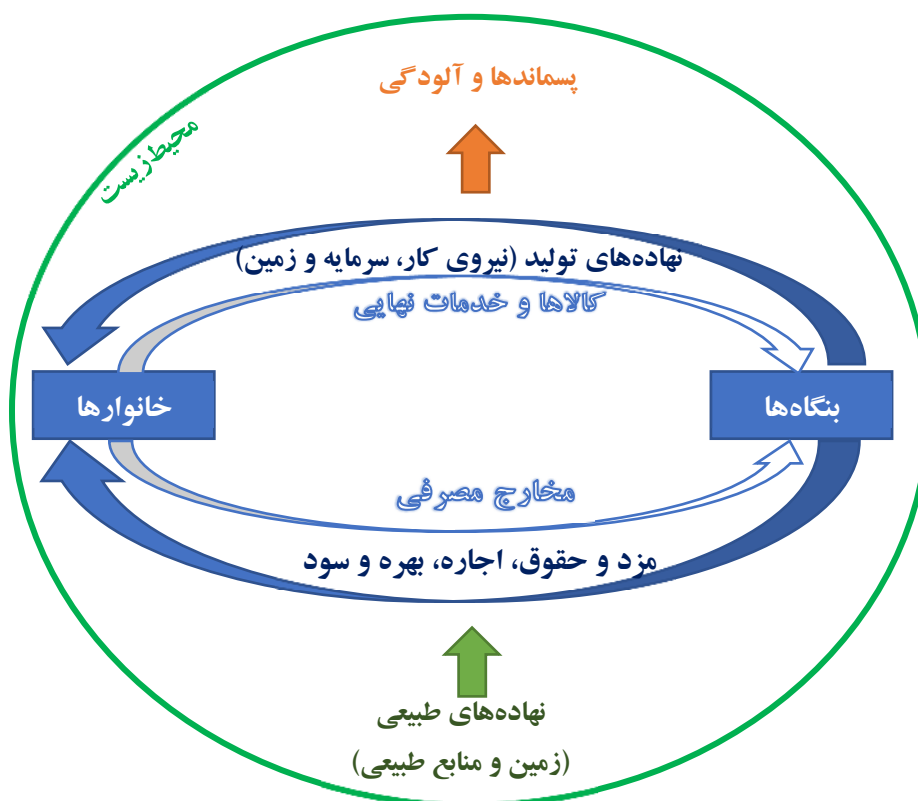 پسماندها و آلودگی
محیط‌زیست
نهاده‌های تولید (نیروی کار، سرمایه و زمین)
کالاها و خدمات نهایی
بنگاه‌ها
خانوارها
مخارج مصرفی
مزد و حقوق، اجاره، بهره و سود
نهاده‌های طبیعی
(زمین و منابع طبیعی)